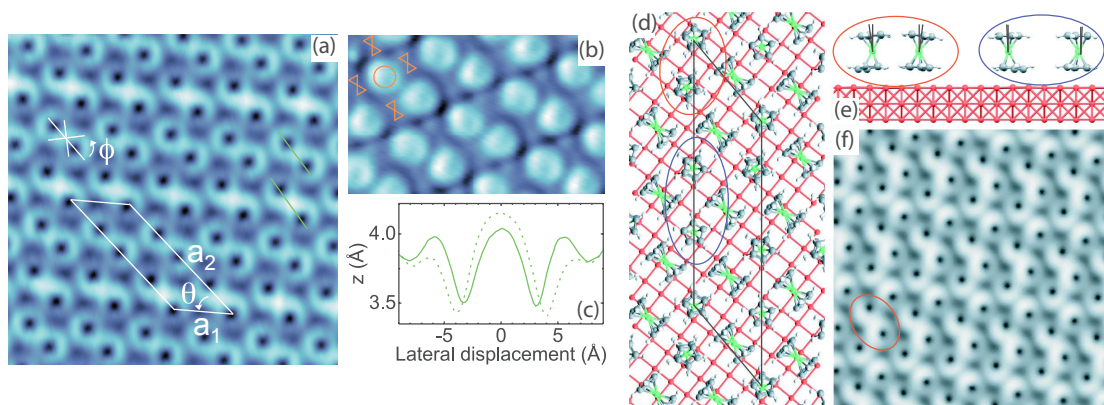 (a)
ϕ
a2
θ
a1
(b)
4.0
3.5
z (Å)
(c)
-5 0 5
Lateral displacement (Å)
(d)
(e)
(f)